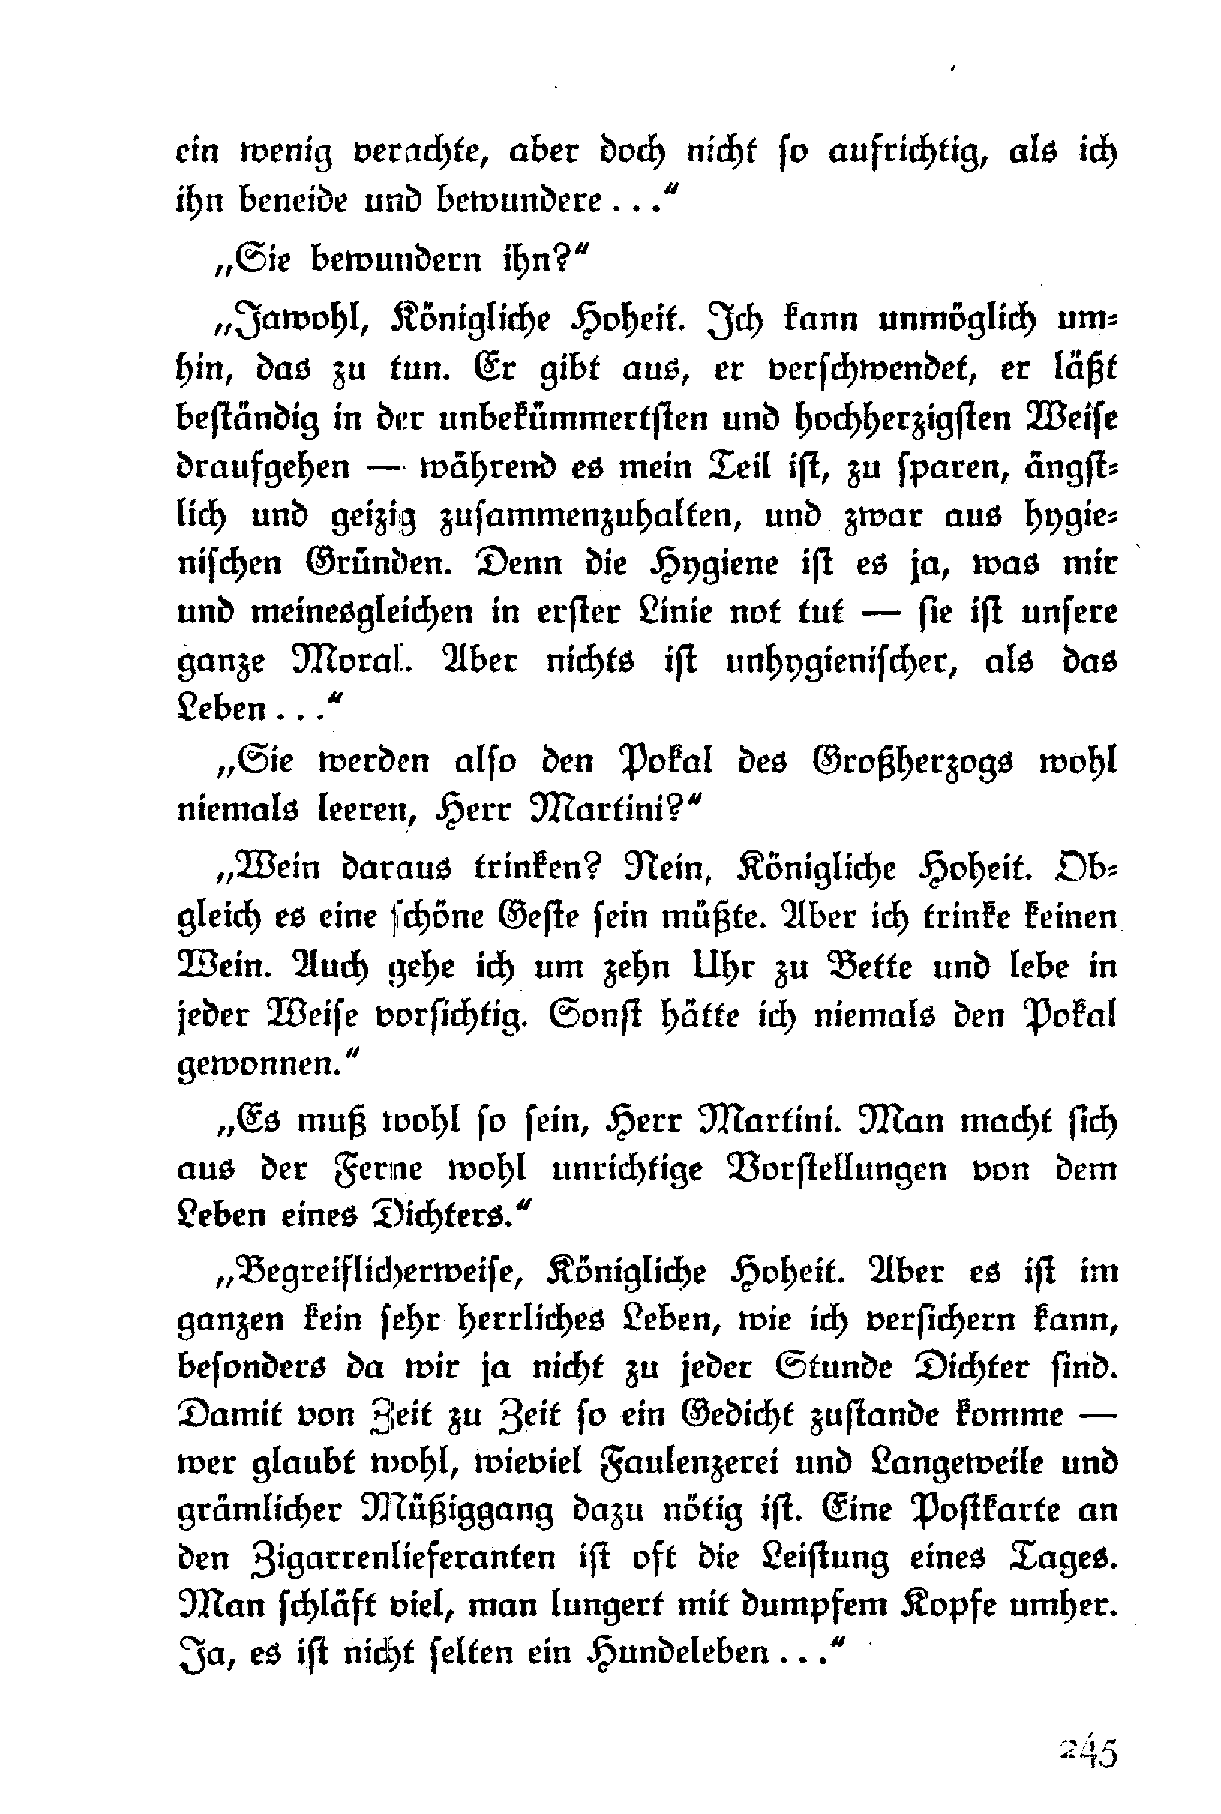 ein wenig verachte, aber doch nicht so aufrichtig, als ich
ihn beneide und bewundere . . .“
„Sie bewundern ihn?“
„Jawohl, Königliche Hoheit. Ich kann unmöglich um-
hin, das zu tun. Er gibt aus, er verschwendet, er läßt
beständig in der unbekümmertsten und hochherzigsten Weise
draufgehen — während es mein Teil ist, zu sparen, ängst-
lich und geizig zusammenzuhalten, und zwar aus hygie-
nischen Gründen. Denn die Hygiene ist es ja, was mir
und meinesgleichen in erster Linie not tut — sie ist unsere
ganze Moral. Aber nichts ist unhygienischer, als das
Leben . . .“
„Sie werden also den Pokal des Großherzogs wohl
niemals leeren, Herr Martini?“
„Wein daraus trinken? Nein, Königliche Hoheit. Ob-
gleich es eine schöne Geste sein müßte. Aber ich trinke keinen
Wein. Auch gehe ich um zehn Uhr zu Bette und lebe in
jeder Weise vorsichtig. Sonst hätte ich niemals den Pokal
gewonnen.“
„Es muß wohl so sein, Herr Martini. Man macht sich
aus der Ferne wohl unrichtige Vorstellungen von dem
Leben eines Dichters.“
„Begreiflicherweise, Königliche Hoheit. Aber es ist im
ganzen kein sehr herrliches Leben, wie ich versichern kann,
besonders da wir ja nicht zu jeder Stunde Dichter sind.
Damit von Zeit zu Zeit so ein Gedicht zustande komme —
wer glaubt wohl, wieviel Faulenzerei und Langeweile und
grämlicher Müßiggang dazu nötig ist. Eine Postkarte an
den Zigarrenlieferanten ist oft die Leistung eines Tages.
Man schläft viel, man lungert mit dumpfem Kopfe umher.
Ja, es ist nicht selten ein Hundeleben . . .“
245